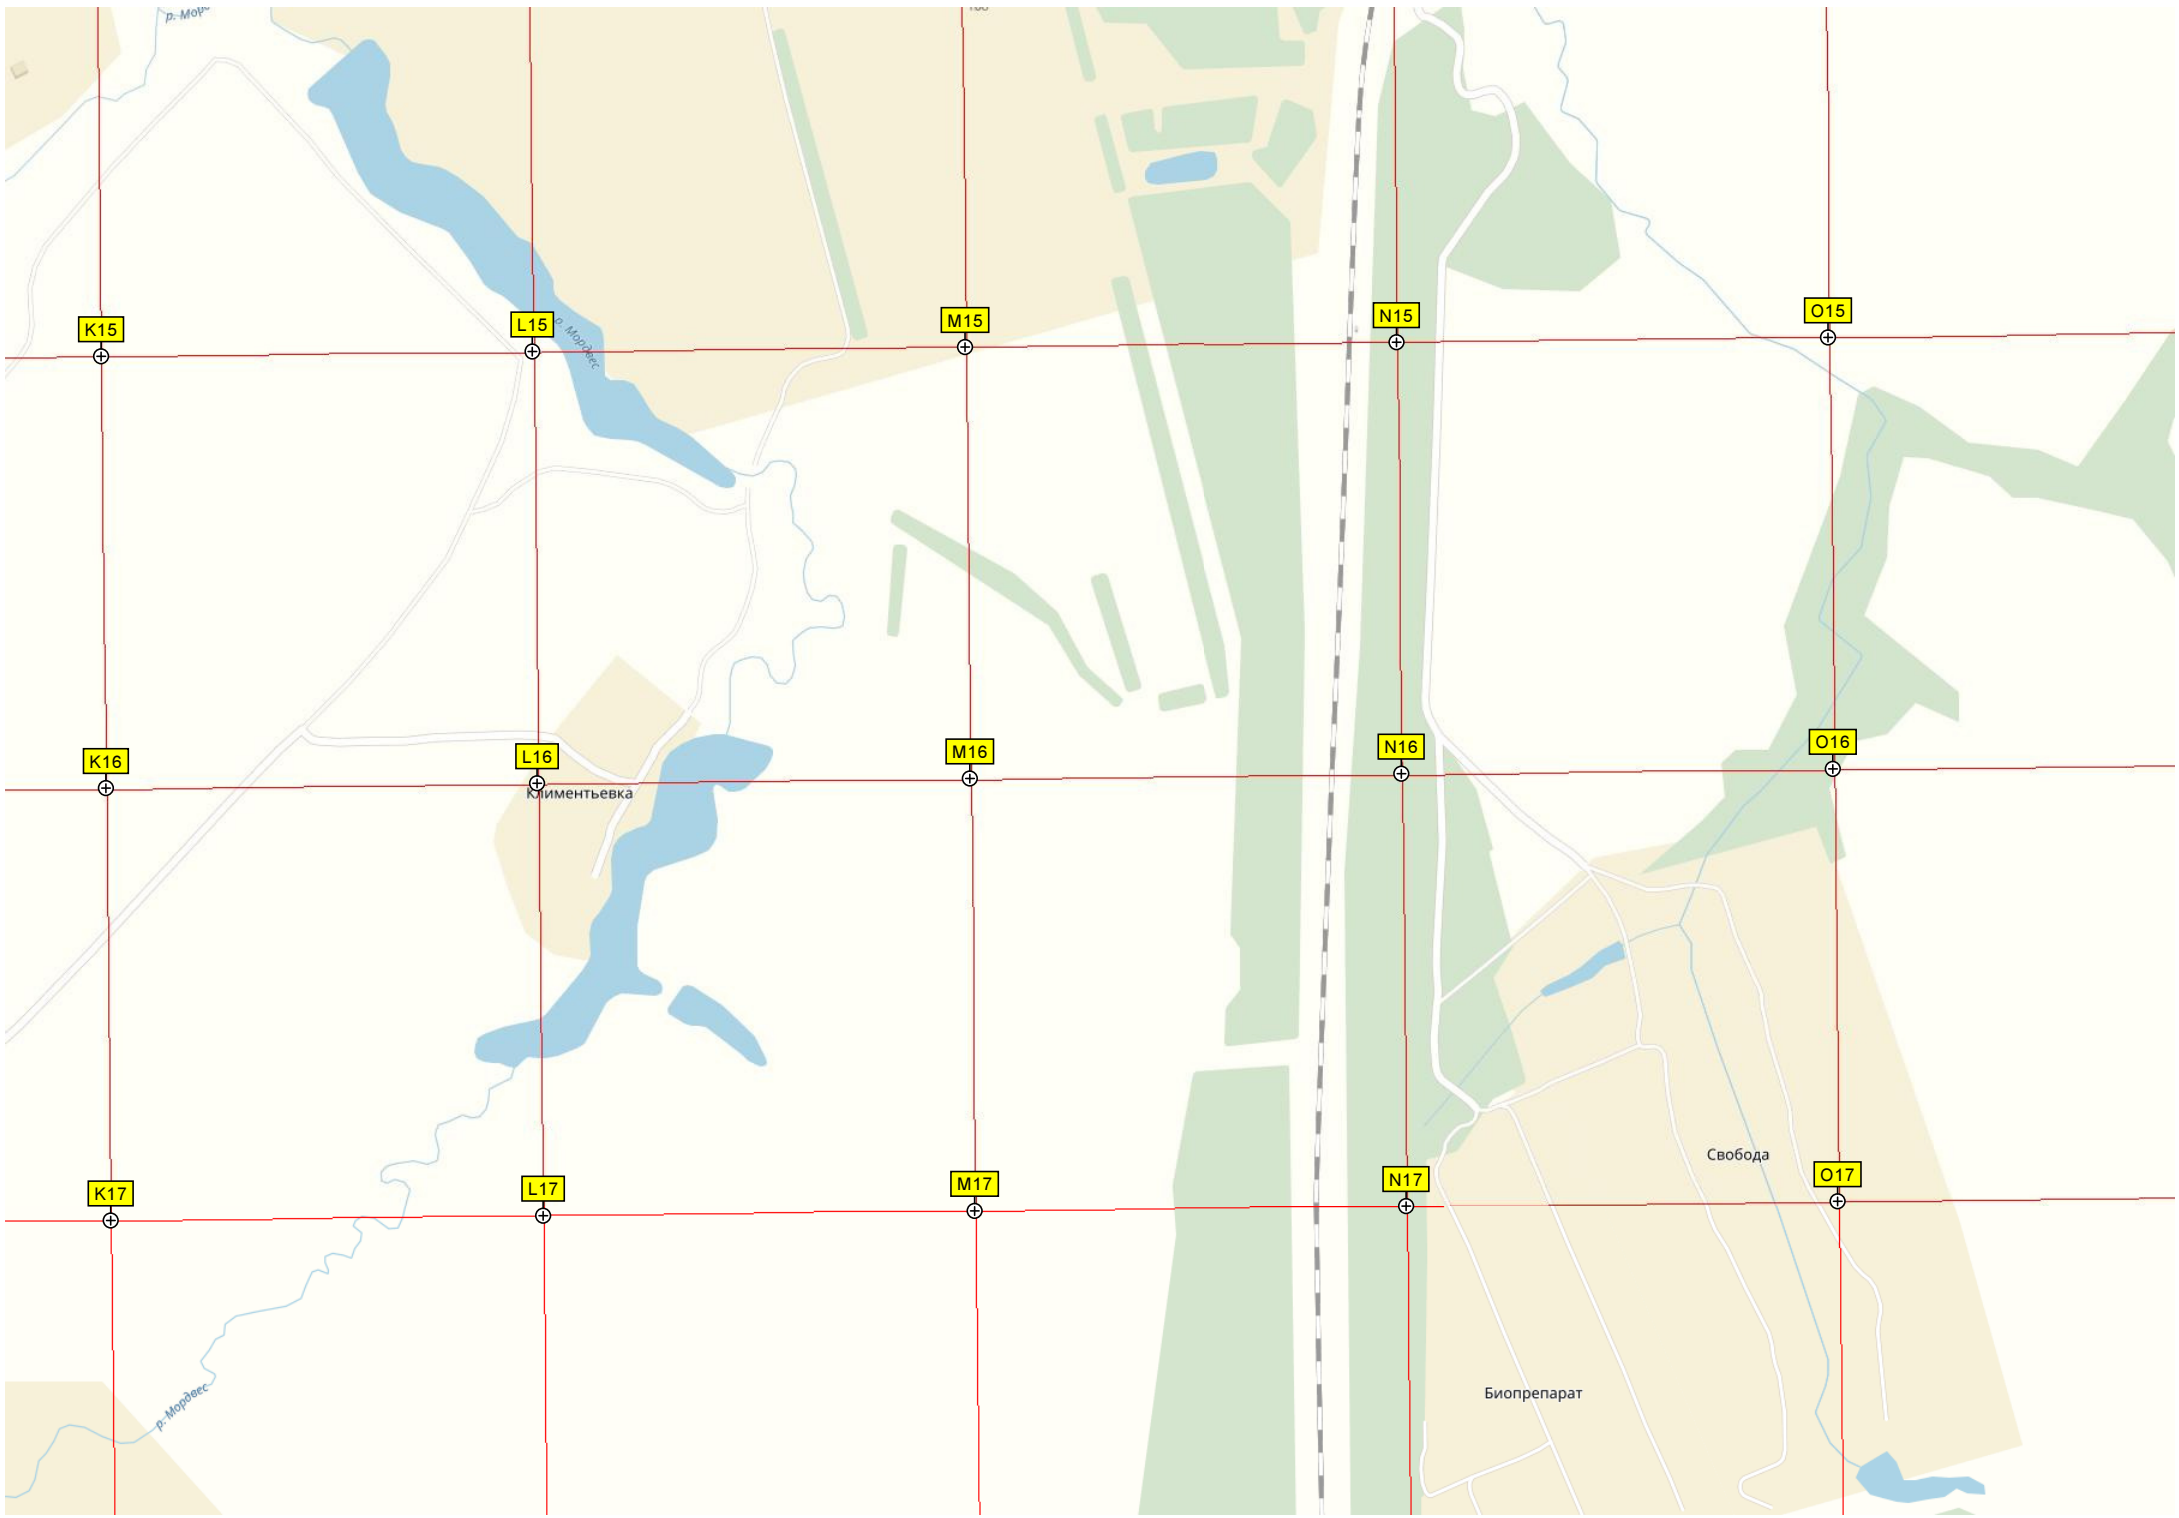 р. Мордвес
K15
L15
M15
N15
O15
K16
L16
M16
N16
O16
Климентьевка
Свобода
K17
L17
M17
N17
O17
Биопрепарат
р. Мордвес